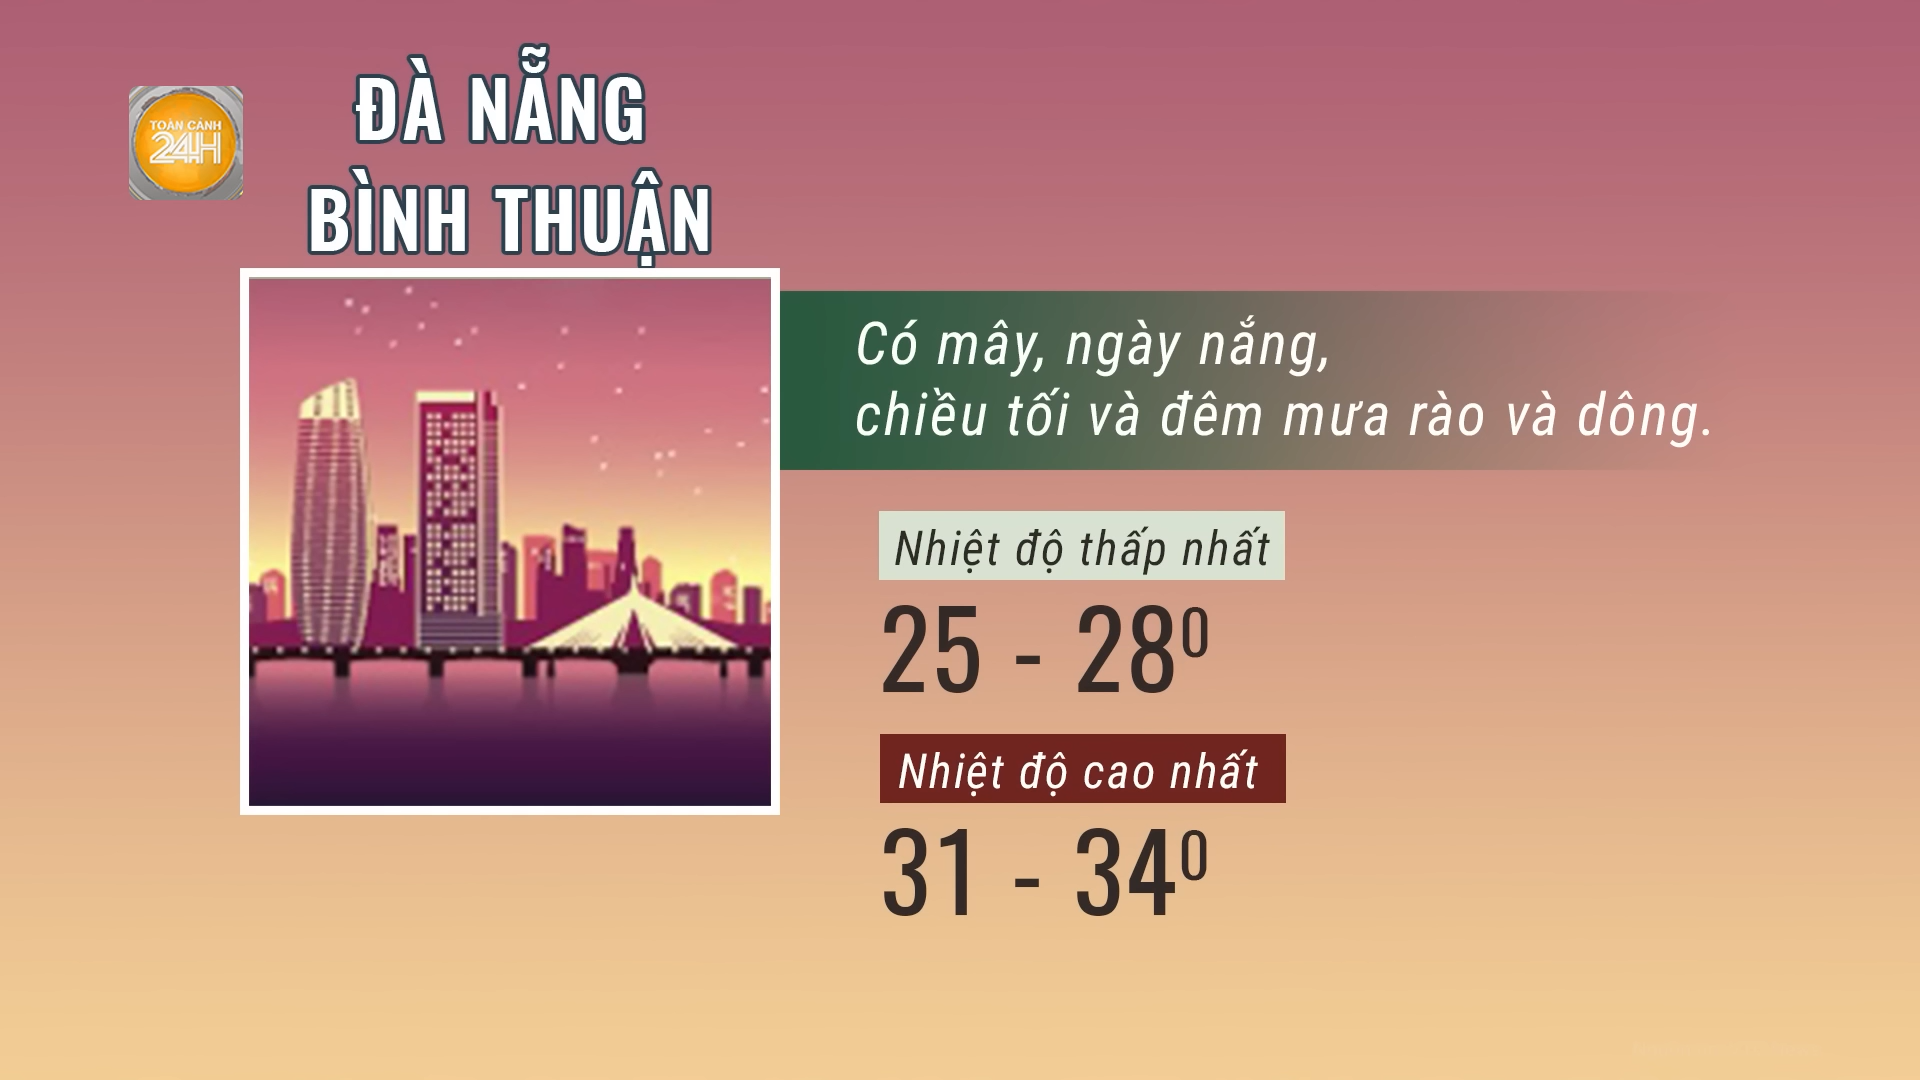 TOÀN CẢNH
24H
ĐÀ NẴNG
BÌNH THUẬN
Có mây, ngày nắng,
chiều tối và đêm mưa rào và dông.
Nhiệt độ thấp nhất
25 - 28⁰
Nhiệt độ cao nhất
31 - 34⁰